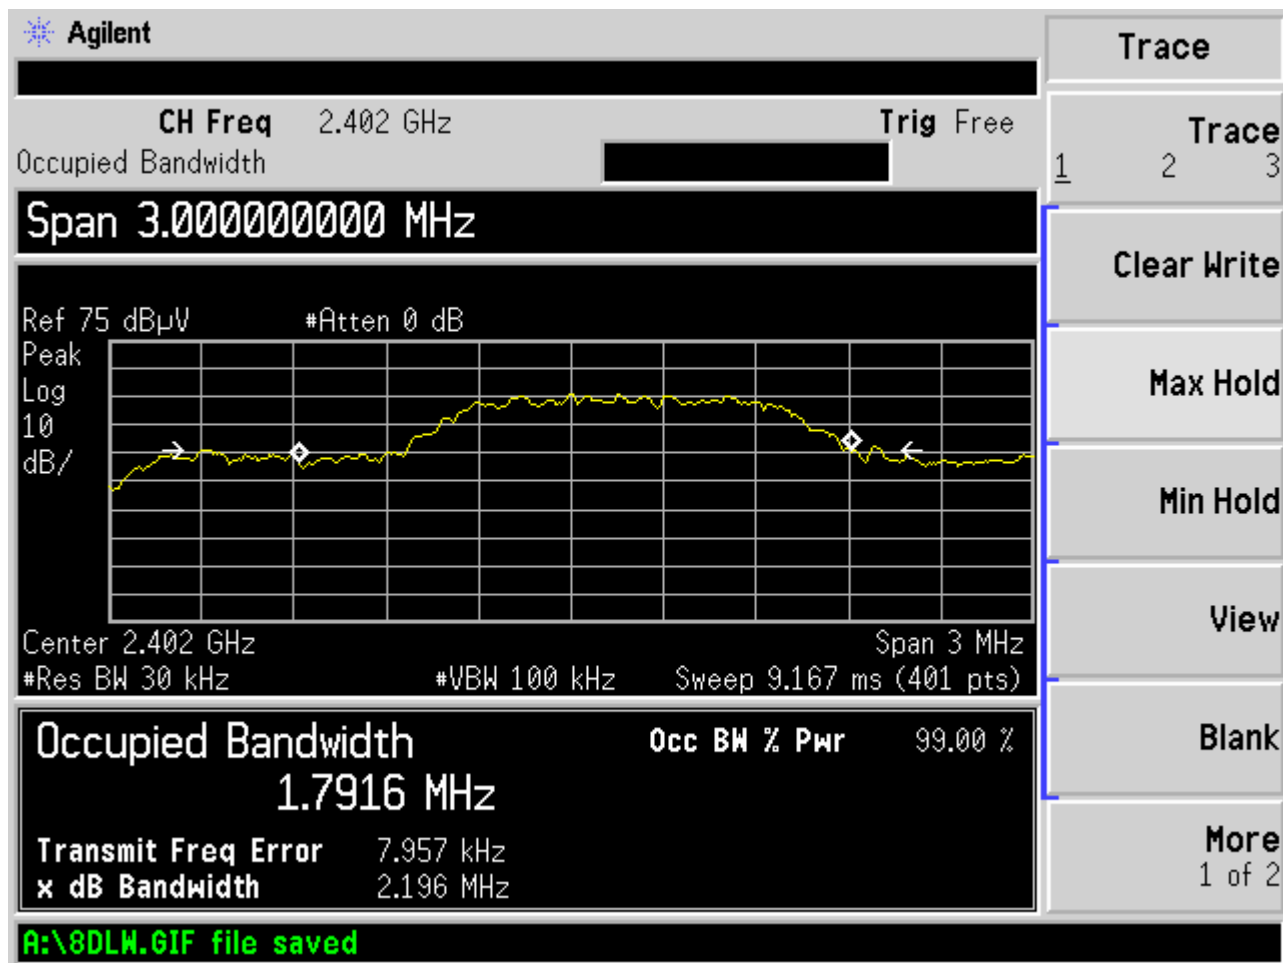 Agilent
Trace
CH Freq 2.402 GHz Trig Free
Occupied Bandwidth
Trace
1 2 3
Span 3.000000000 MHz
Clear Write
Ref 75 dBµV #Atten 0 dB
Peak
Log
10
dB/
Max Hold
Min Hold
View
Center 2.402 GHz Span 3 MHz
#Res BW 30 kHz #VBW 100 kHz Sweep 9.167 ms (401 pts)
Occupied Bandwidth Occ BW % Pwr 99.00 %
1.7916 MHz
Blank
Transmit Freq Error 7.957 kHz
x dB Bandwidth 2.196 MHz
More
1 of 2
A:\8DLW.GIF file saved